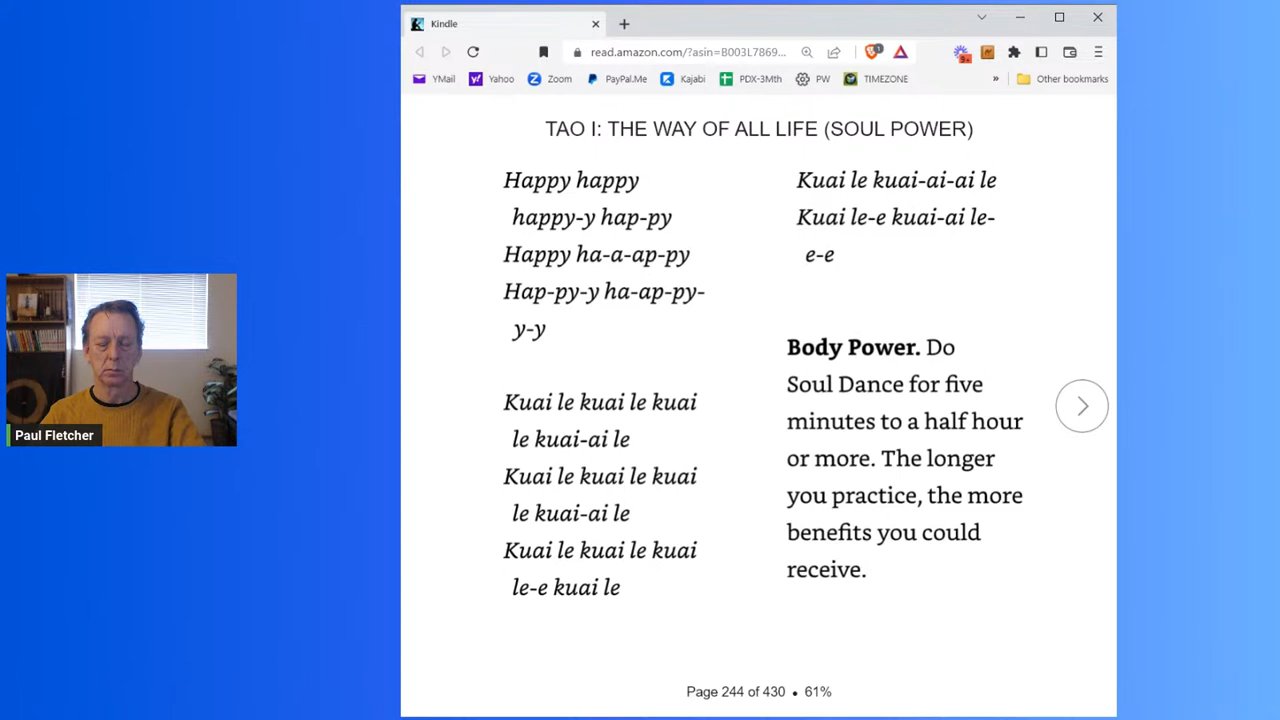 Kindle
read.amazon.com/?asin=B003L7869...
1
9+
YMail
Yahoo
Zoom
PayPal.Me
Kajabi
PDX-3Mth
PW
TIMEZONE
»
Other bookmarks
TAO I: THE WAY OF ALL LIFE (SOUL POWER)
Happy happy
happy-y hap-py
Happy ha-a-ap-py
Hap-py-y ha-ap-py-
y-y
Kuai le kuai le kuai
le kuai-ai le
Kuai le kuai le kuai
le kuai-ai le
Kuai le kuai le kuai
le-e kuai le
Kuai le kuai-ai-ai le
Kuai le-e kuai-ai le-
e-e
Body Power. Do
Soul Dance for five
minutes to a half hour
or more. The longer
you practice, the more
benefits you could
receive.
Page 244 of 430 • 61%
Paul Fletcher